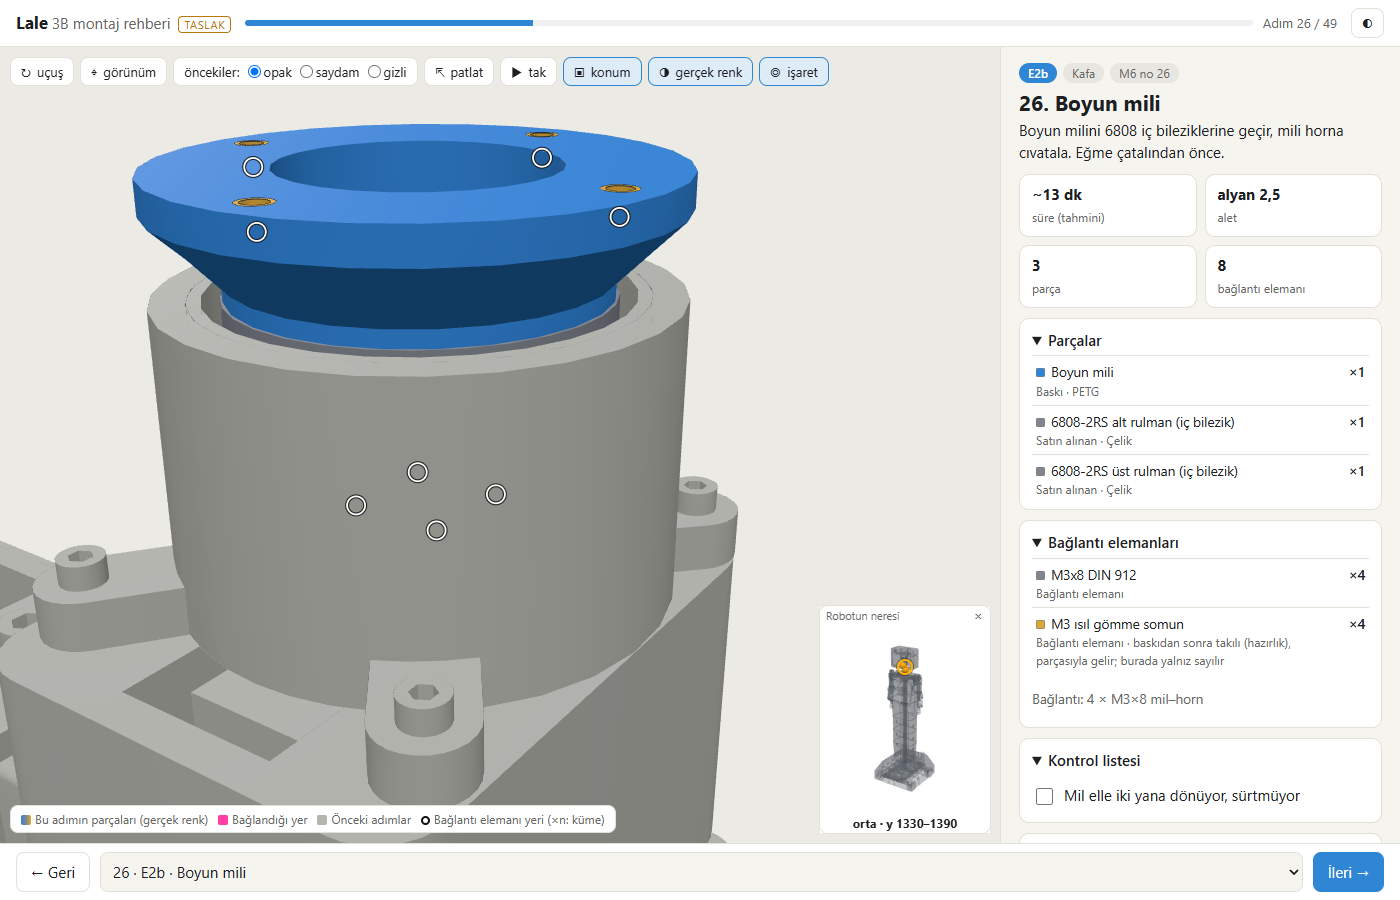 Lale 3B montaj rehberi TASLAK
Adım 26 / 49
↻ uçuş
⌖ görünüm
öncekiler: opak saydam gizli
⇱ patlat
▶ tak
▣ konum
◑ gerçek renk
◎ işaret
E2b Kafa M6 no 26
26. Boyun mili
Boyun milini 6808 iç bileziklerine geçir, mili horna
cıvatala. Eğme çatalından önce.
~13 dk
süre (tahmini)
alyan 2,5
alet
3
parça
8
bağlantı elemanı
▼ Parçalar
Boyun mili ×1
Baskı · PETG
6808-2RS alt rulman (iç bilezik) ×1
Satın alınan · Çelik
6808-2RS üst rulman (iç bilezik) ×1
Satın alınan · Çelik
▼ Bağlantı elemanları
M3x8 DIN 912 ×4
Bağlantı elemanı
M3 ısıl gömme somun ×4
Bağlantı elemanı · baskıdan sonra takılı (hazırlık),
parçasıyla gelir; burada yalnız sayılır
Bağlantı: 4 × M3×8 mil–horn
▼ Kontrol listesi
Mil elle iki yana dönüyor, sürtmüyor
Robotun neresi ×
orta · y 1330–1390
Bu adımın parçaları (gerçek renk) Bağlandığı yer Önceki adımlar Bağlantı elemanı yeri (×n: küme)
← Geri
26 · E2b · Boyun mili
İleri →